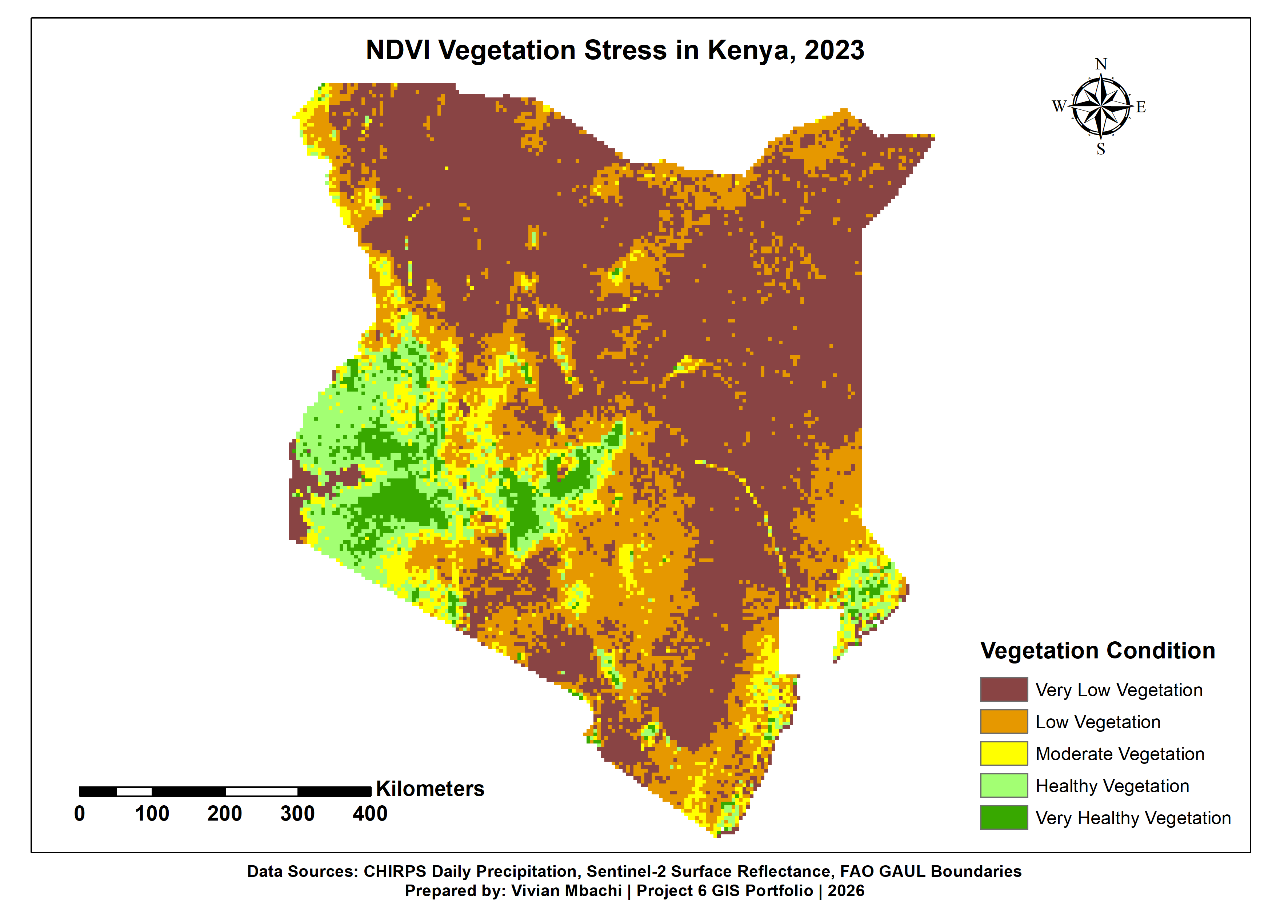 NDVI Vegetation Stress in Kenya, 2023
N
W E
S
Vegetation Condition
Very Low Vegetation
Low Vegetation
Moderate Vegetation
Healthy Vegetation
Very Healthy Vegetation
Kilometers
0 100 200 300 400
Data Sources: CHIRPS Daily Precipitation, Sentinel-2 Surface Reflectance, FAO GAUL Boundaries
Prepared by: Vivian Mbachi | Project 6 GIS Portfolio | 2026